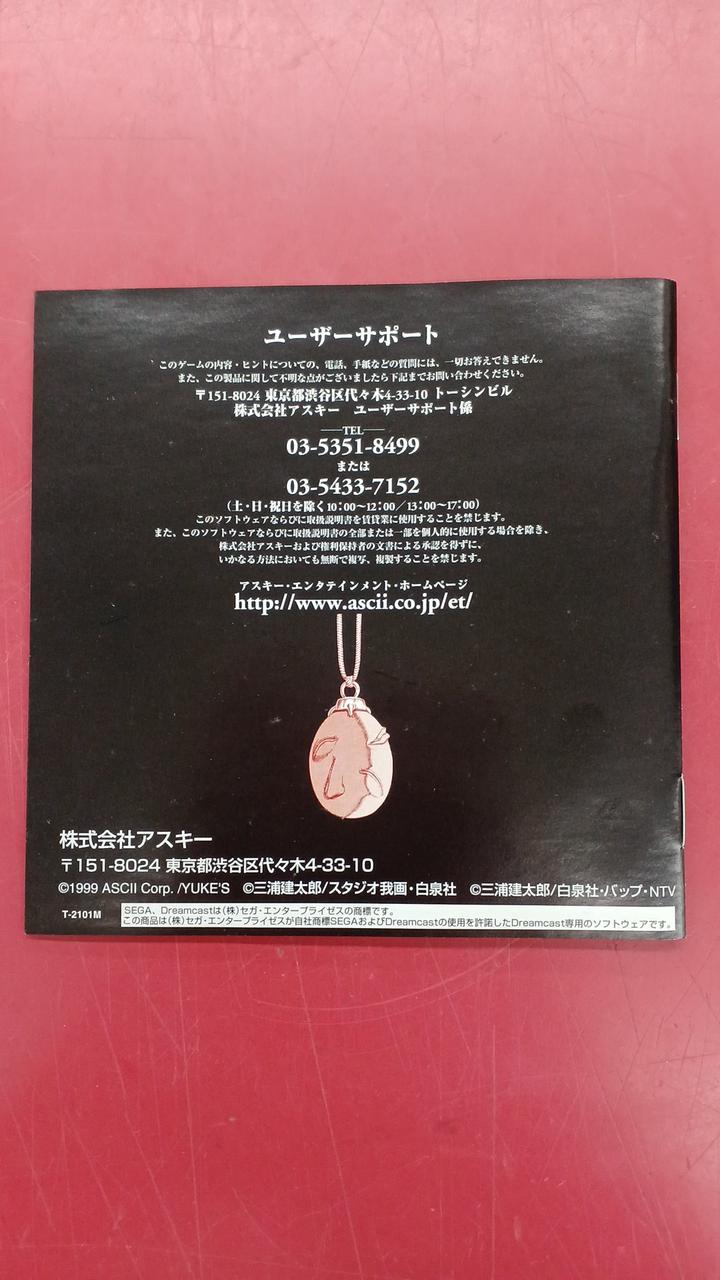 ユーザーサポート
このゲームの内容・ヒントについての、電話、手紙などの質問には、一切お答えできません。
また、この製品に関して不明な点がございましたら下記までお問い合わせください。
〒151-8024 東京都渋谷区代々木4-33-10 トーシンビル
株式会社アスキー ユーザーサポート係
TEL
03-5351-8499
または
03-5433-7152
(土・日・祝日を除く10:00〜12:00/13:00〜17:00)
このソフトウェアならびに取扱説明書を賃貸業に使用することを禁じます。
また、このソフトウェアならびに取扱説明書の全部または一部を個人的に使用する場合を除き、
株式会社アスキーおよび権利保持者の文書による承認を得ずに、
いかなる方法においても無断で複写、複製することを禁じます。
アスキー・エンタテインメント・ホームページ
http://www.ascii.co.jp/et/
株式会社アスキー
〒151-8024 東京都渋谷区代々木4-33-10
©1999 ASCII Corp. /YUKE'S ©三浦建太郎/スタジオ我画・白泉社 ©三浦建太郎/白泉社・バップ・NTV
T-2101M
SEGA、Dreamcastは(株)セガ・エンタープライゼスの商標です。
この商品は(株)セガ・エンタープライゼスが自社商標SEGAおよびDreamcastの使用を許諾したDreamcast専用のソフトウェアです。